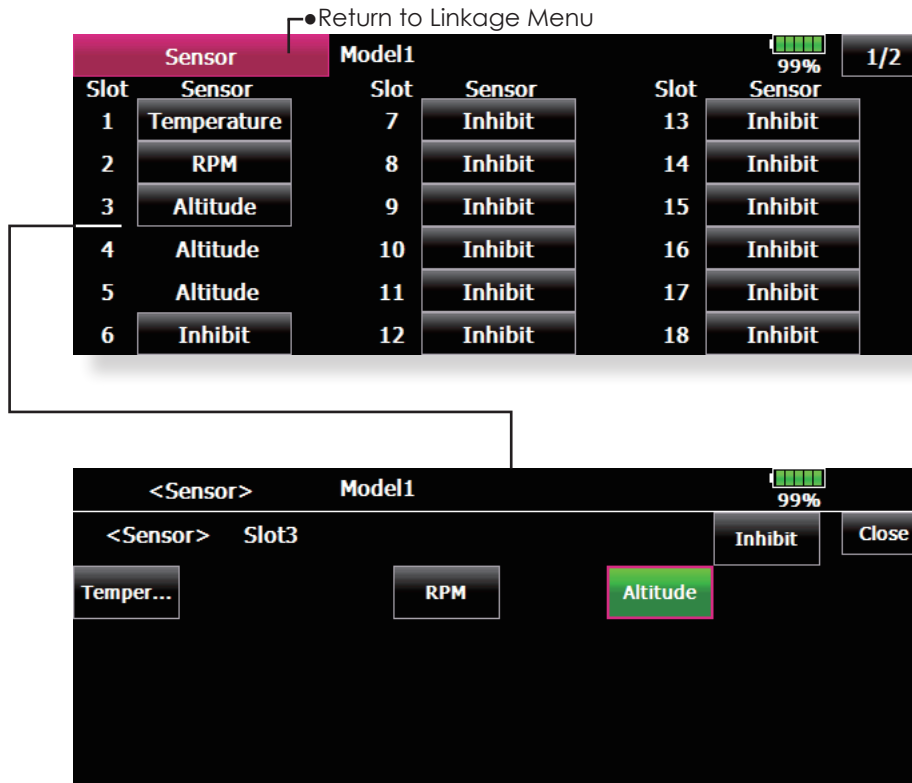 ●Return to Linkage Menu
Sensor Model1 99% 1/2
Slot Sensor Slot Sensor Slot Sensor
1 Temperature 7 Inhibit 13 Inhibit
2 RPM 8 Inhibit 14 Inhibit
3 Altitude 9 Inhibit 15 Inhibit
4 Altitude 10 Inhibit 16 Inhibit
5 Altitude 11 Inhibit 17 Inhibit
6 Inhibit 12 Inhibit 18 Inhibit
<Sensor> Model1 99%
<Sensor> Slot3 Inhibit Close
Temper... RPM Altitude